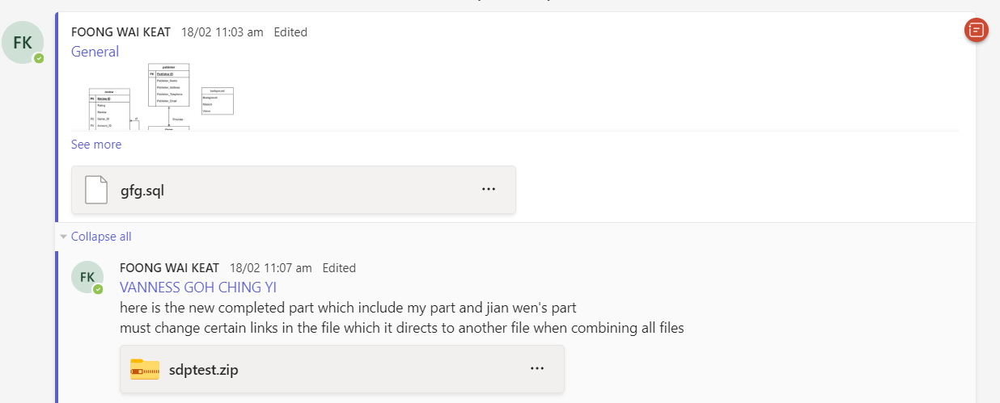 FK
FOONG WAI KEAT 18/02 11:03 am Edited
General
publisher
PK Publisher ID
Publisher_Name
Publisher_Address
Publisher_Telephone
Publisher_Email
review
PK Review ID
Rating
Review
FK Game_ID
FK Account_ID
of
Provides
background
Background
Mission
Vision
See more
gfg.sql
Collapse all
FK
FOONG WAI KEAT 18/02 11:07 am Edited
VANNESS GOH CHING YI
here is the new completed part which include my part and jian wen's part
must change certain links in the file which it directs to another file when combining all files
sdptest.zip